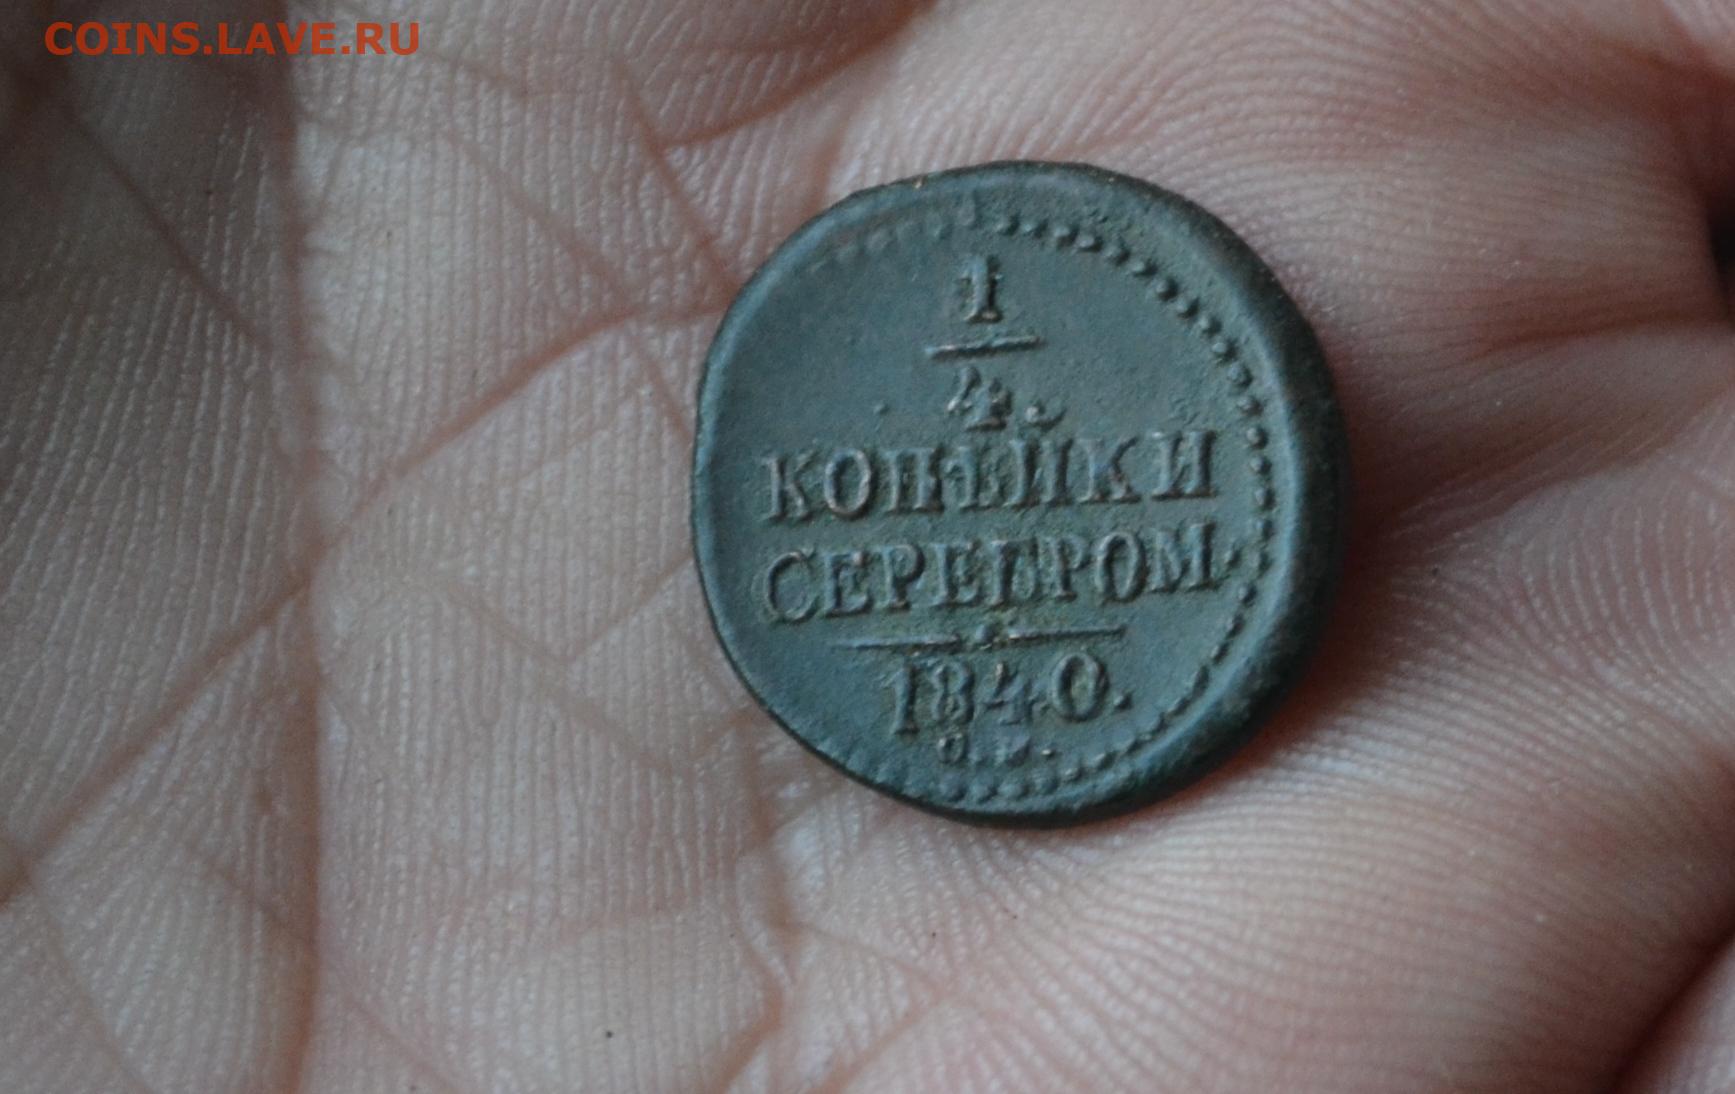 COINS.LAVE.RU
1
4.
КОПѢЙКИ
СЕРЕБРОМ.
1840.
С.М.